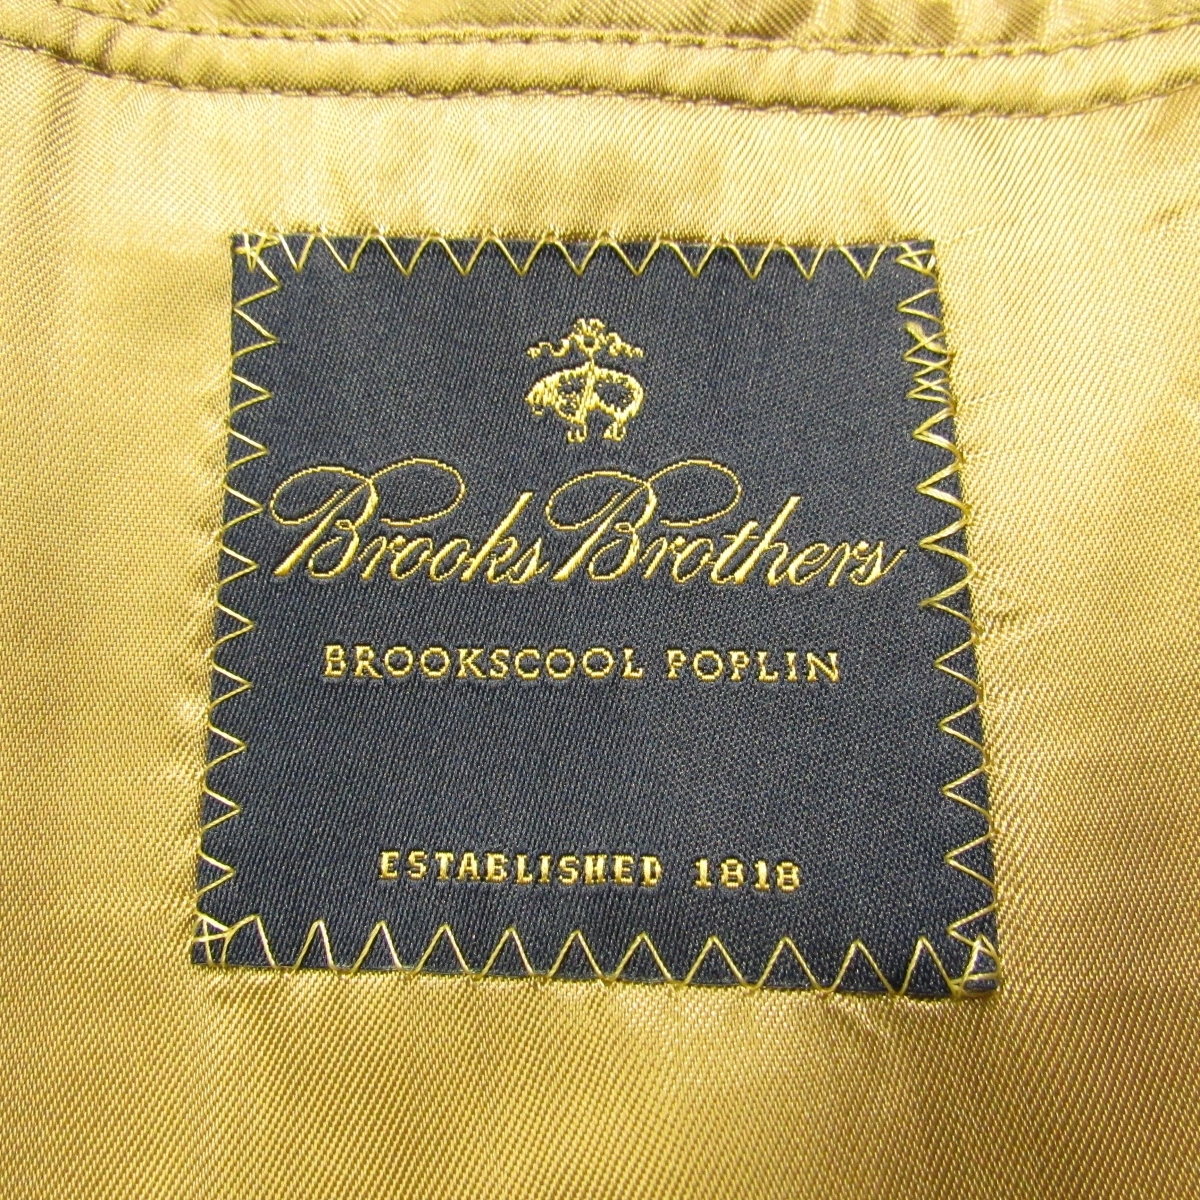 Brooks Brothers
BROOKSCOOL POPLIN
ESTABLISHED 1818